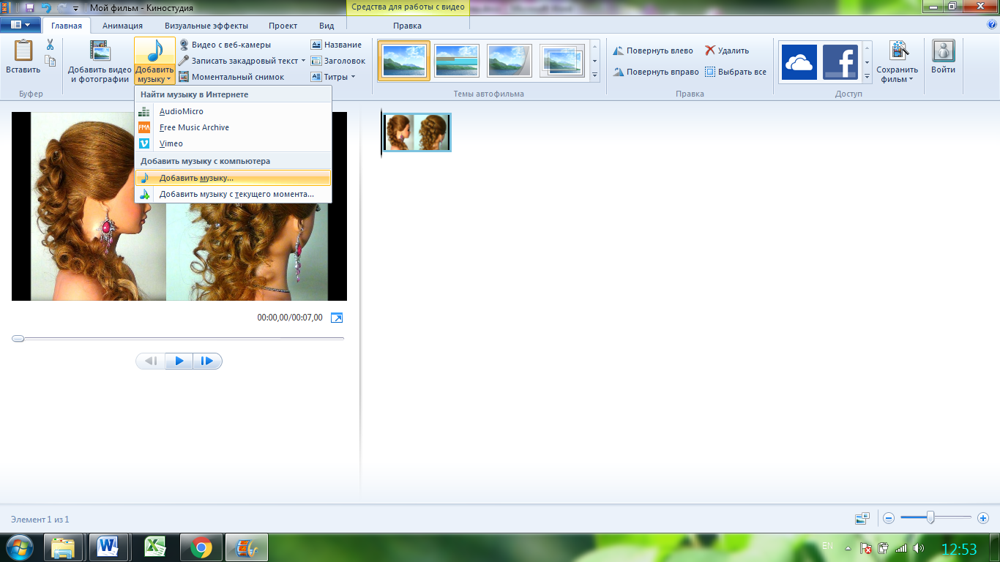 Мой фильм - Киностудия
Средства для работы с видео
Главная
Анимация
Визуальные эффекты
Проект
Вид
Правка
Вставить
Буфер
Добавить видео
и фотографии
Добавить
музыку
Видео с веб-камеры
Записать закадровый текст
Моментальный снимок
Название
Заголовок
Титры
Темы автофильма
Повернуть влево
Повернуть вправо
Удалить
Выбрать все
Правка
Доступ
Сохранить
фильм
Войти
Найти музыку в Интернете
AudioMicro
FMA Free Music Archive
Vimeo
Добавить музыку с компьютера
Добавить музыку...
Добавить музыку с текущего момента...
00:00,00/00:07,00
Элемент 1 из 1
EN
12:53